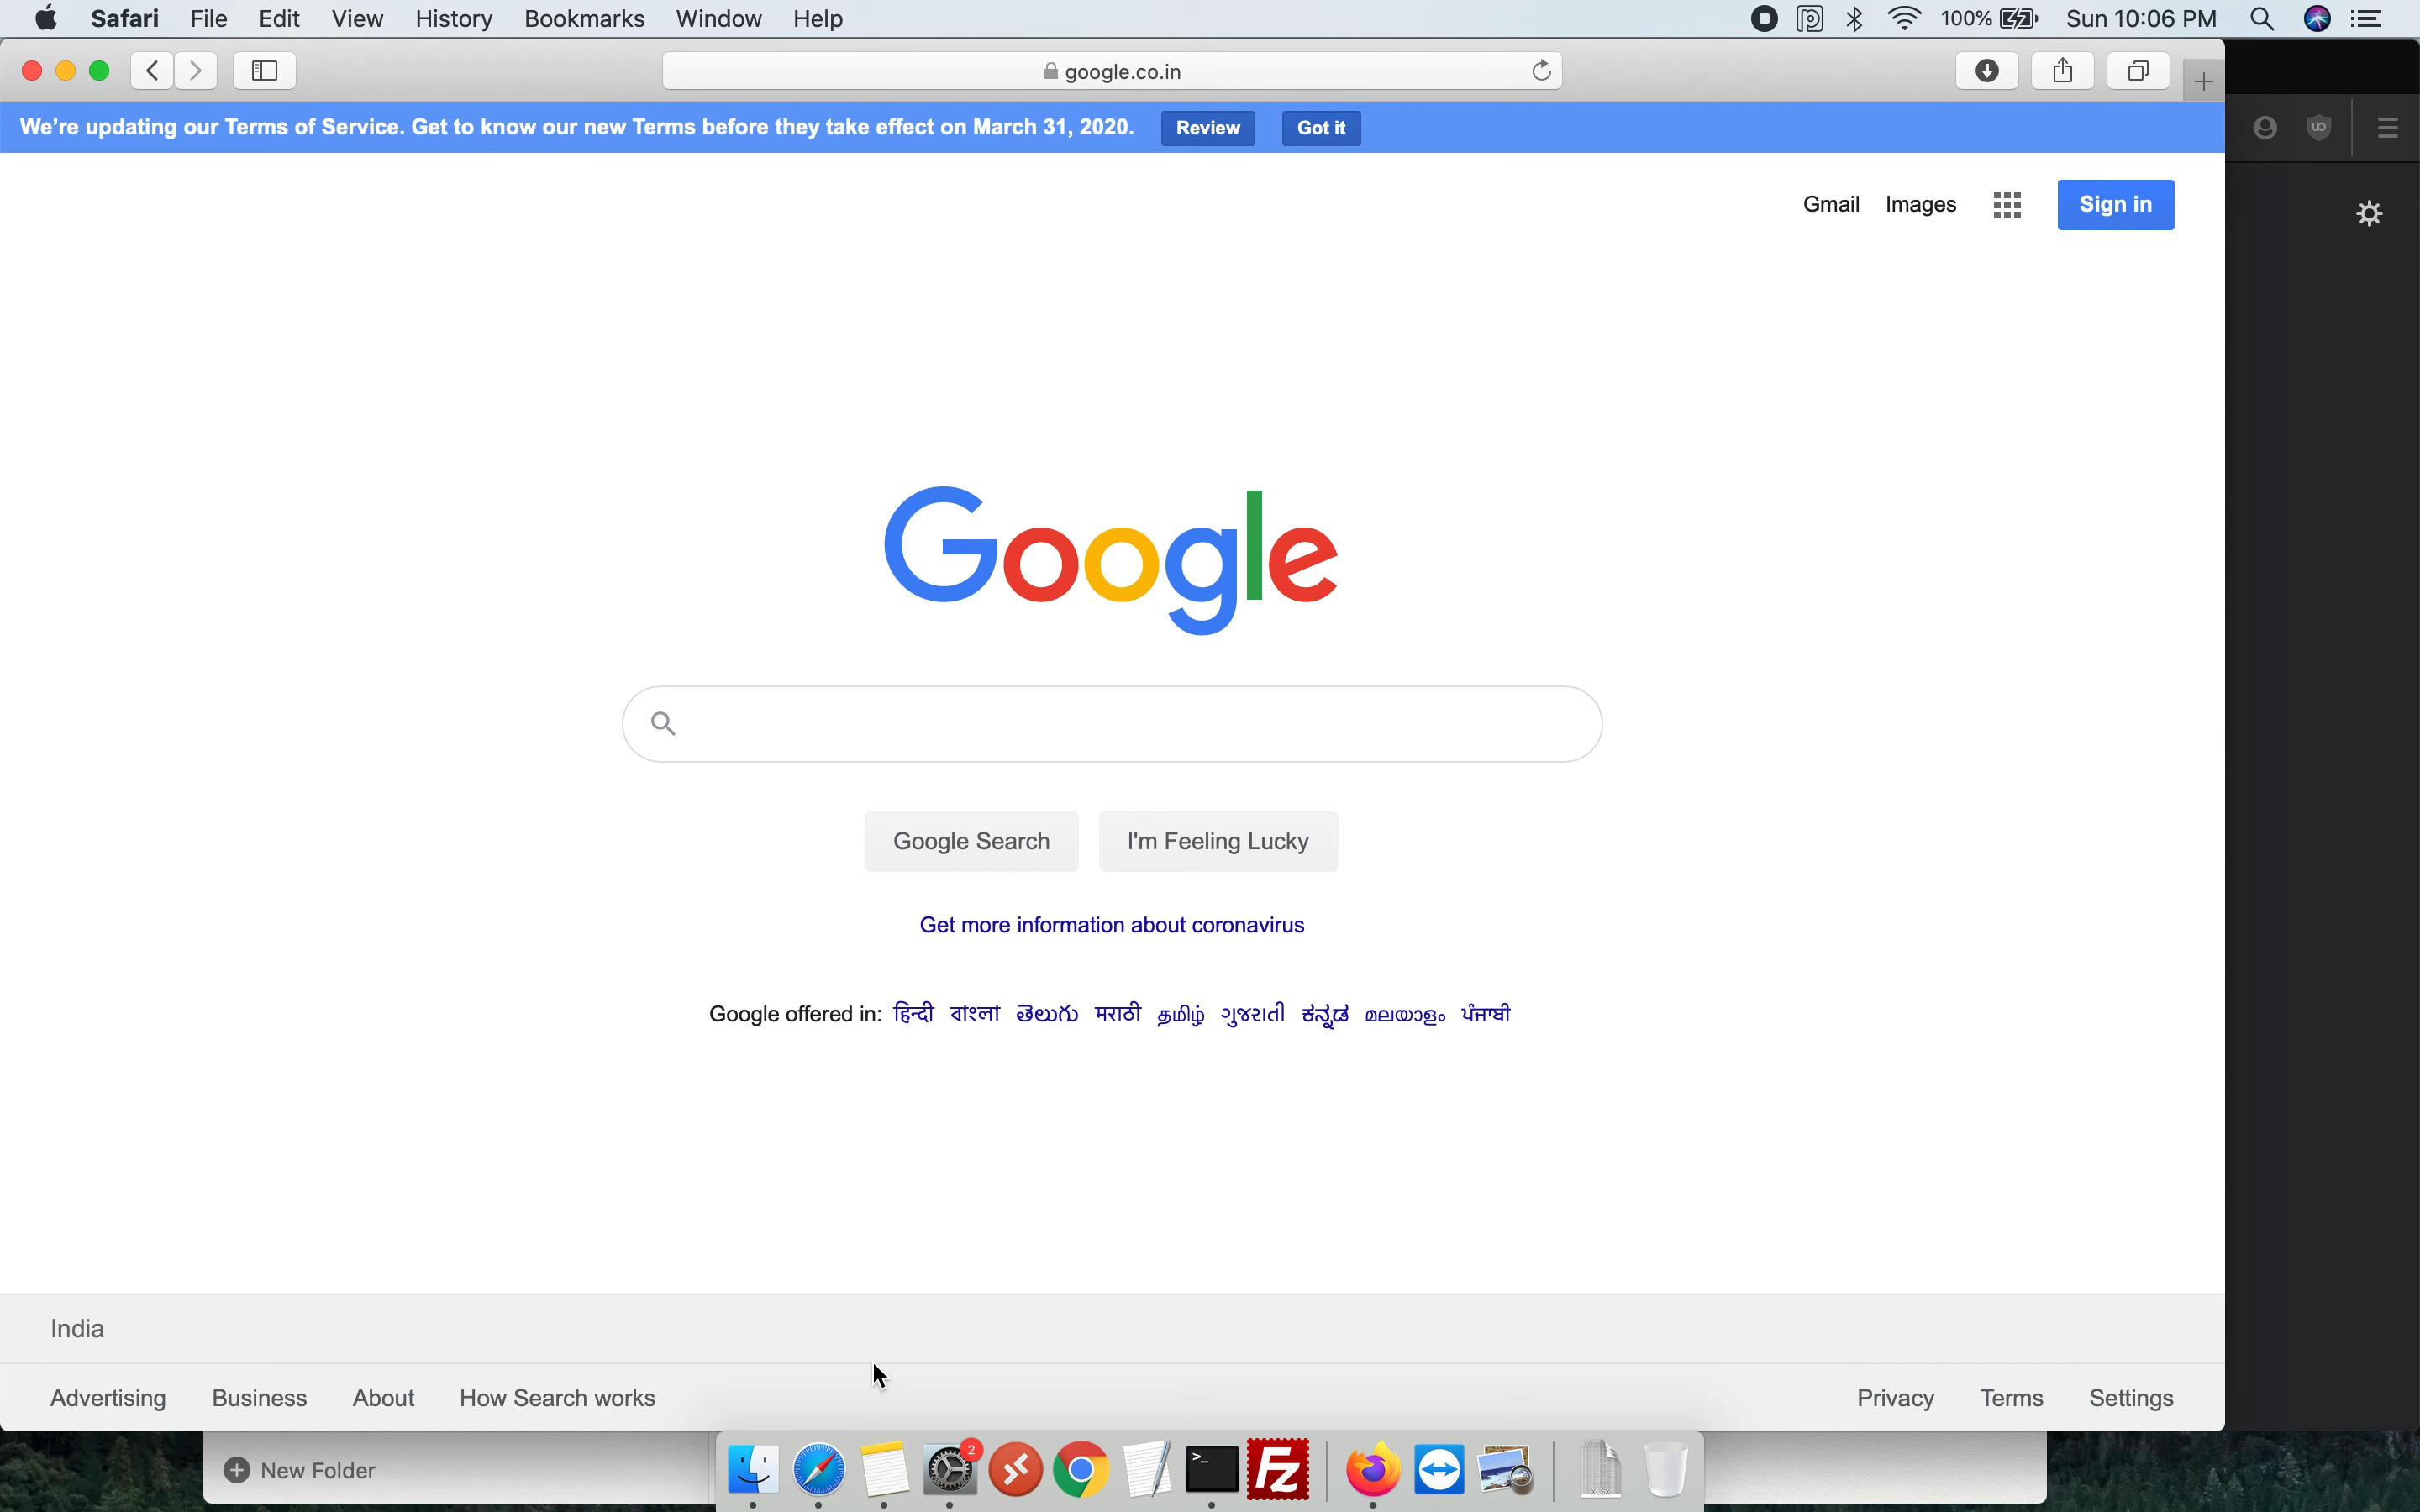 Safari File Edit View History Bookmarks Window Help 100% Sun 10:06 PM
google.co.in
We're updating our Terms of Service. Get to know our new Terms before they take effect on March 31, 2020. Review Got it
Gmail Images Sign in
Google
Google Search I'm Feeling Lucky
Get more information about coronavirus
Google offered in: हिन्दी বাংলা తెలుగు मराठी தமிழ் ગુજરાતી ಕನ್ನಡ മലയാളം ਪੰਜਾਬੀ
India
Advertising Business About How Search works Privacy Terms Settings
New Folder
2
>_
Fz
XLSX